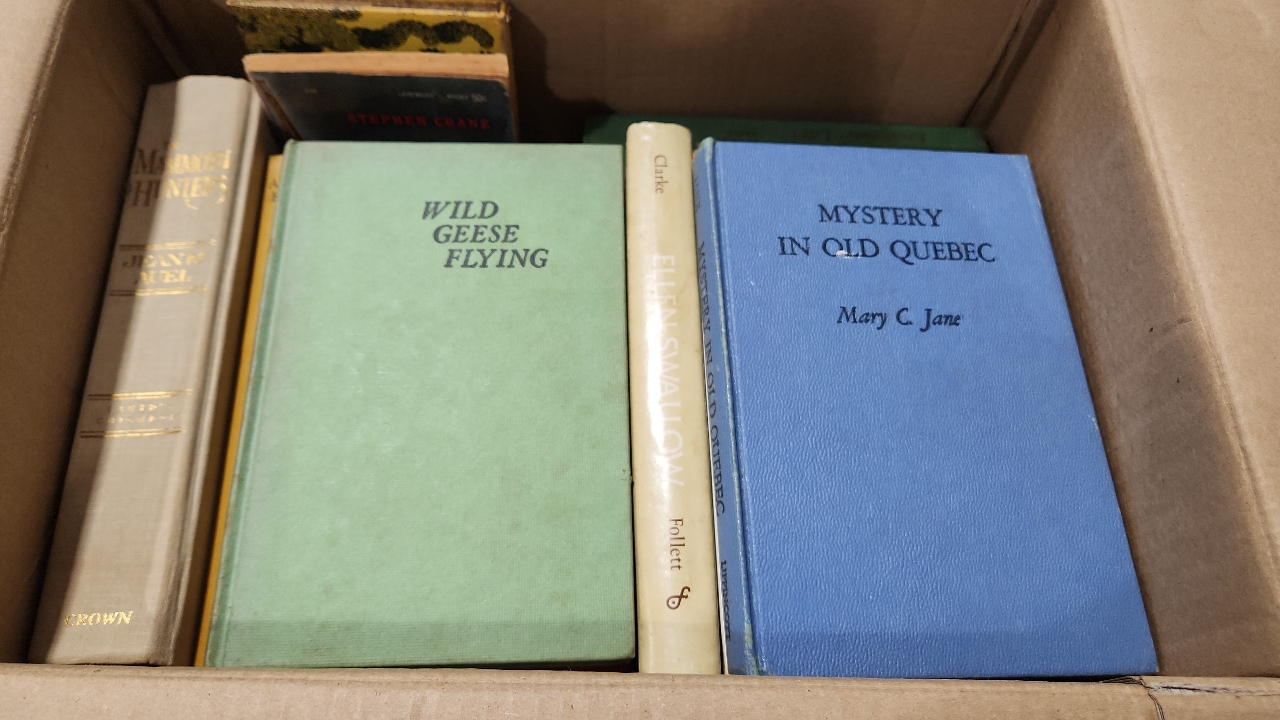 THE
MAMMOTH
HUNTERS
JEAN M.
AUEL
CROWN
STEPHEN CRANE
WILD
GEESE
FLYING
Clarke
ELLEN SWALLOW
Follett
MYSTERY IN OLD QUEBEC
MYSTERY
IN OLD QUEBEC
Mary C. Jane